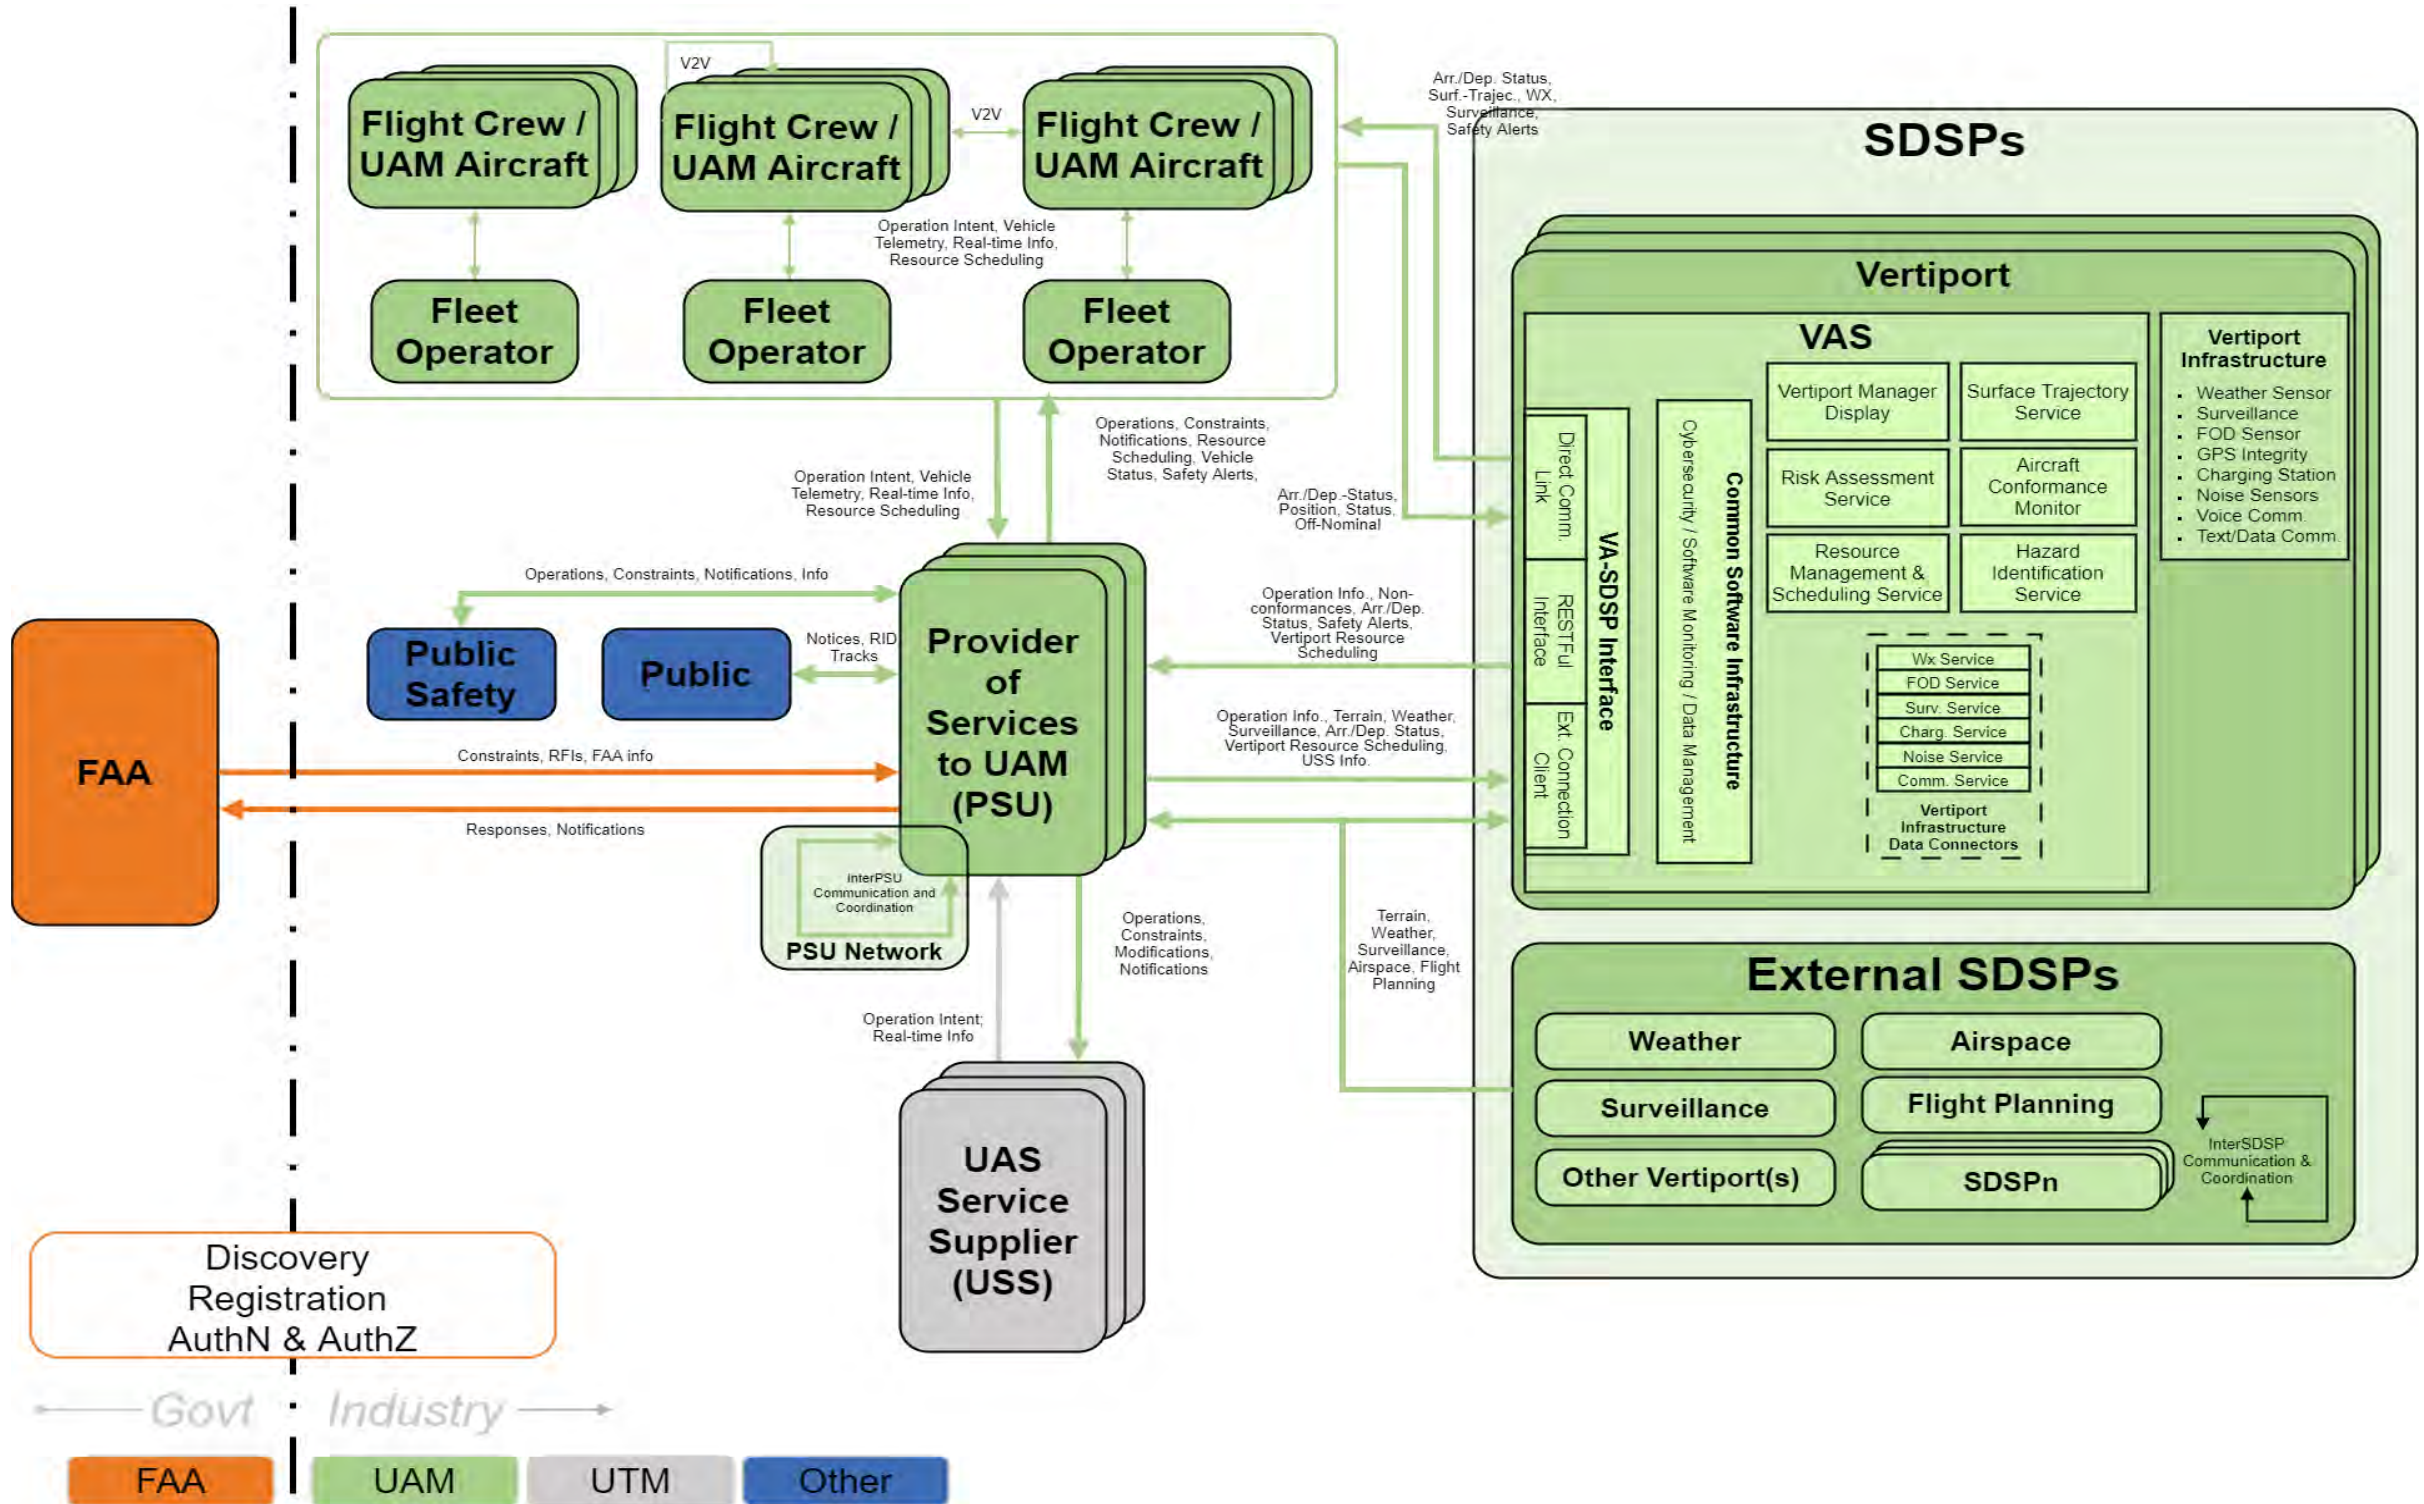 V2V
Flight Crew /
UAM Aircraft
Flight Crew /
UAM Aircraft
V2V
Flight Crew /
UAM Aircraft
Operation Intent, Vehicle
Telemetry, Real-time Info,
Resource Scheduling
Fleet
Operator
Fleet
Operator
Fleet
Operator
Arr./Dep. Status,
Surf.-Trajec., WX,
Surveillance,
Safety Alerts
Operation Intent, Vehicle
Telemetry, Real-time Info,
Resource Scheduling
Operations, Constraints,
Notifications, Resource
Scheduling, Vehicle
Status, Safety Alerts,
Arr./Dep.-Status,
Position, Status,
Off-Nominal
Operations, Constraints, Notifications, Info
Public
Safety
Public
Notices, RID
Tracks
Provider
of
Services
to UAM
(PSU)
Operation Info., Non-
conformances, Arr./Dep.
Status, Safety Alerts,
Vertiport Resource
Scheduling
Operation Info., Terrain, Weather,
Surveillance, Arr./Dep. Status,
Vertiport Resource Scheduling,
USS Info.
FAA
Constraints, RFIs, FAA info
Responses, Notifications
InterPSU
Communication and
Coordination
PSU Network
Operations,
Constraints,
Modifications,
Notifications
Terrain,
Weather,
Surveillance,
Airspace, Flight
Planning
Operation Intent;
Real-time Info
UAS
Service
Supplier
(USS)
SDSPs
Vertiport
VAS
Direct Comm.
Link
RESTFul
Interface
Ext. Connection
Client
VA-SDSP Interface
Common Software Infrastructure
Cybersecurity / Software Monitoring / Data Management
Vertiport Manager
Display
Surface Trajectory
Service
Risk Assessment
Service
Aircraft
Conformance
Monitor
Resource
Management &
Scheduling Service
Hazard
Identification
Service
Wx Service
FOD Service
Surv. Service
Charg. Service
Noise Service
Comm. Service
Vertiport
Infrastructure
Data Connectors
Vertiport
Infrastructure
▪ Weather Sensor
▪ Surveillance
▪ FOD Sensor
▪ GPS Integrity
▪ Charging Station
▪ Noise Sensors
▪ Voice Comm.
▪ Text/Data Comm.
External SDSPs
Weather
Airspace
Surveillance
Flight Planning
Other Vertiport(s)
SDSPn
InterSDSP
Communication &
Coordination
Discovery
Registration
AuthN & AuthZ
Govt
Industry
FAA
UAM
UTM
Other